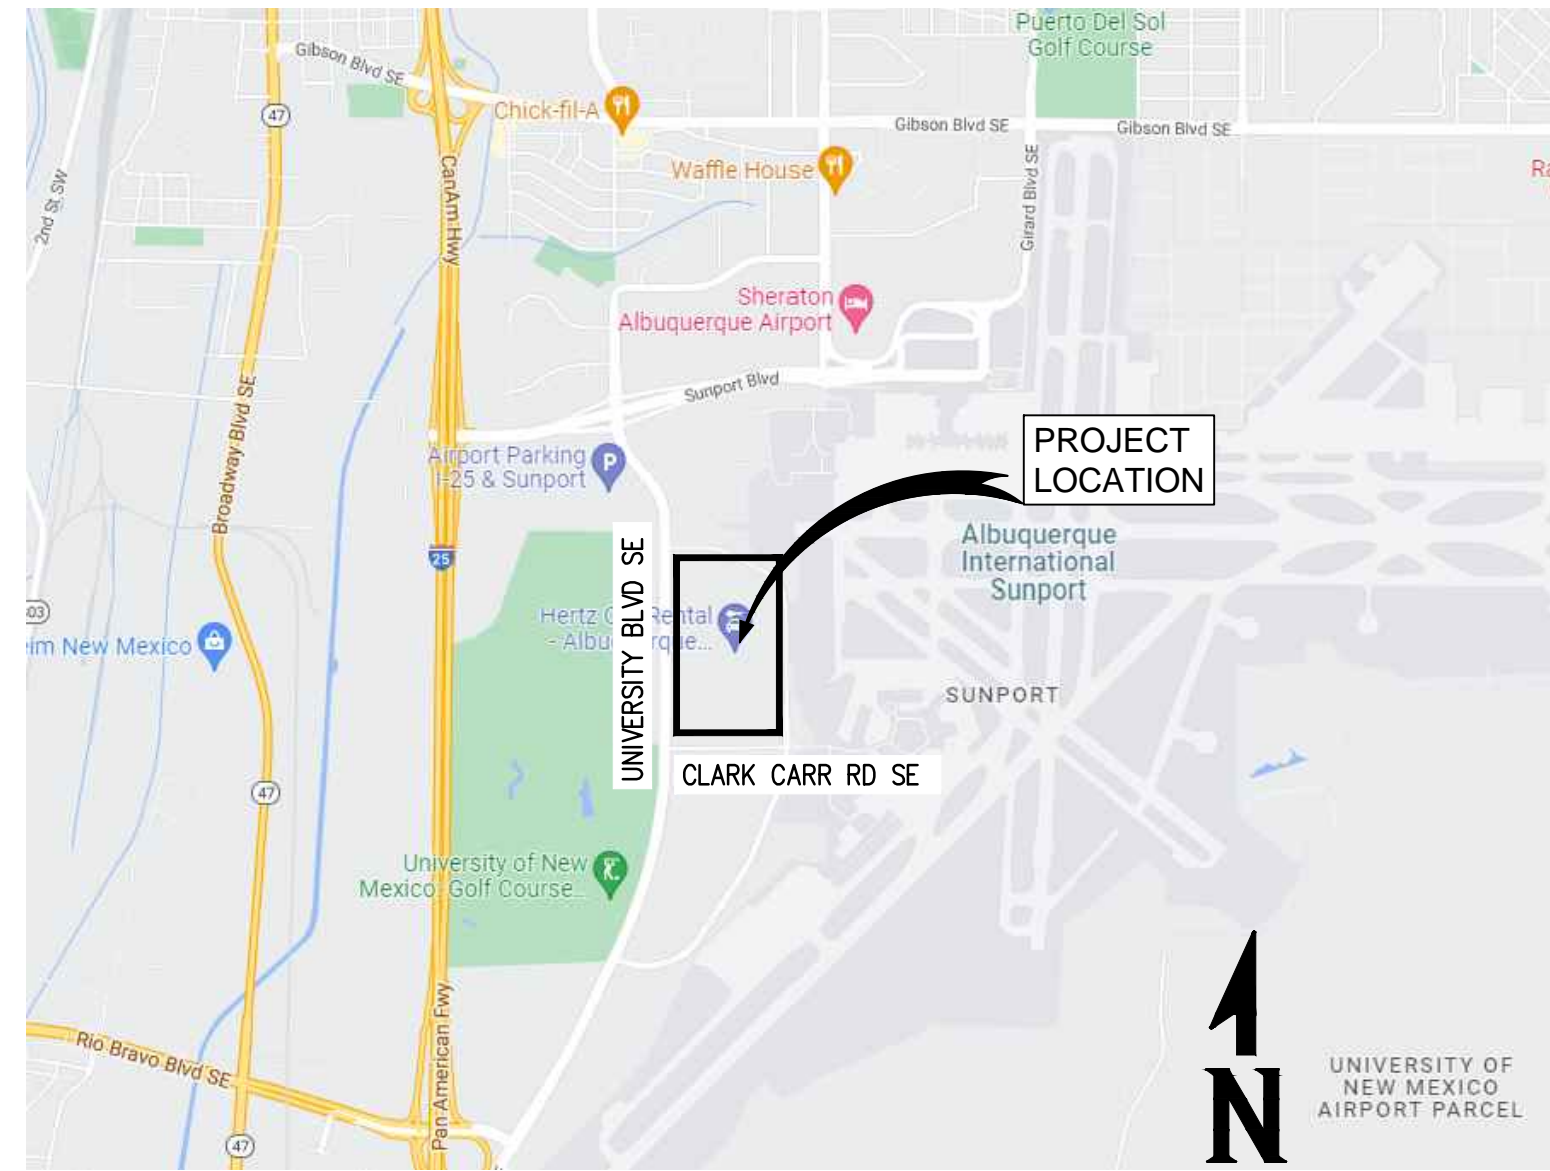 Puerto Del Sol
Golf Course
Gibson Blvd SE
47
Chick-fil-A
Gibson Blvd SE
Gibson Blvd SE
Waffle House
2nd St SW
CanAm Hwy
Girard Blvd SE
Sheraton
Albuquerque Airport
Sunport Blvd
Broadway Blvd SE
Airport Parking
I-25 & Sunport
P
PROJECT
LOCATION
25
UNIVERSITY BLVD SE
Albuquerque
International
Sunport
Hertz
Rental
- Albu
rque...
im New Mexico
SUNPORT
CLARK CARR RD SE
47
University of New
Mexico Golf Course...
Pan American Fwy
Rio Bravo Blvd SE
47
N
UNIVERSITY OF
NEW MEXICO
AIRPORT PARCEL